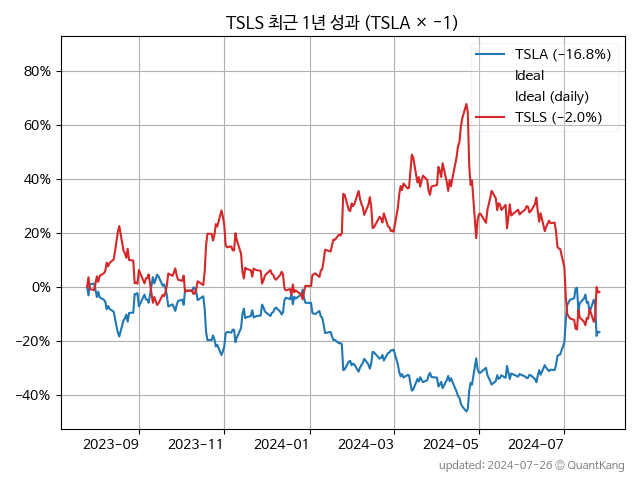 TSLS 최근 1년 성과 (TSLA × −1)
TSLA (−16.8%)
Ideal
Ideal (daily)
TSLS (−2.0%)
80%
60%
40%
20%
0%
−20%
−40%
2023−09
2023−11
2024−01
2024−03
2024−05
2024−07
updated: 2024-07-26 © QuantKang